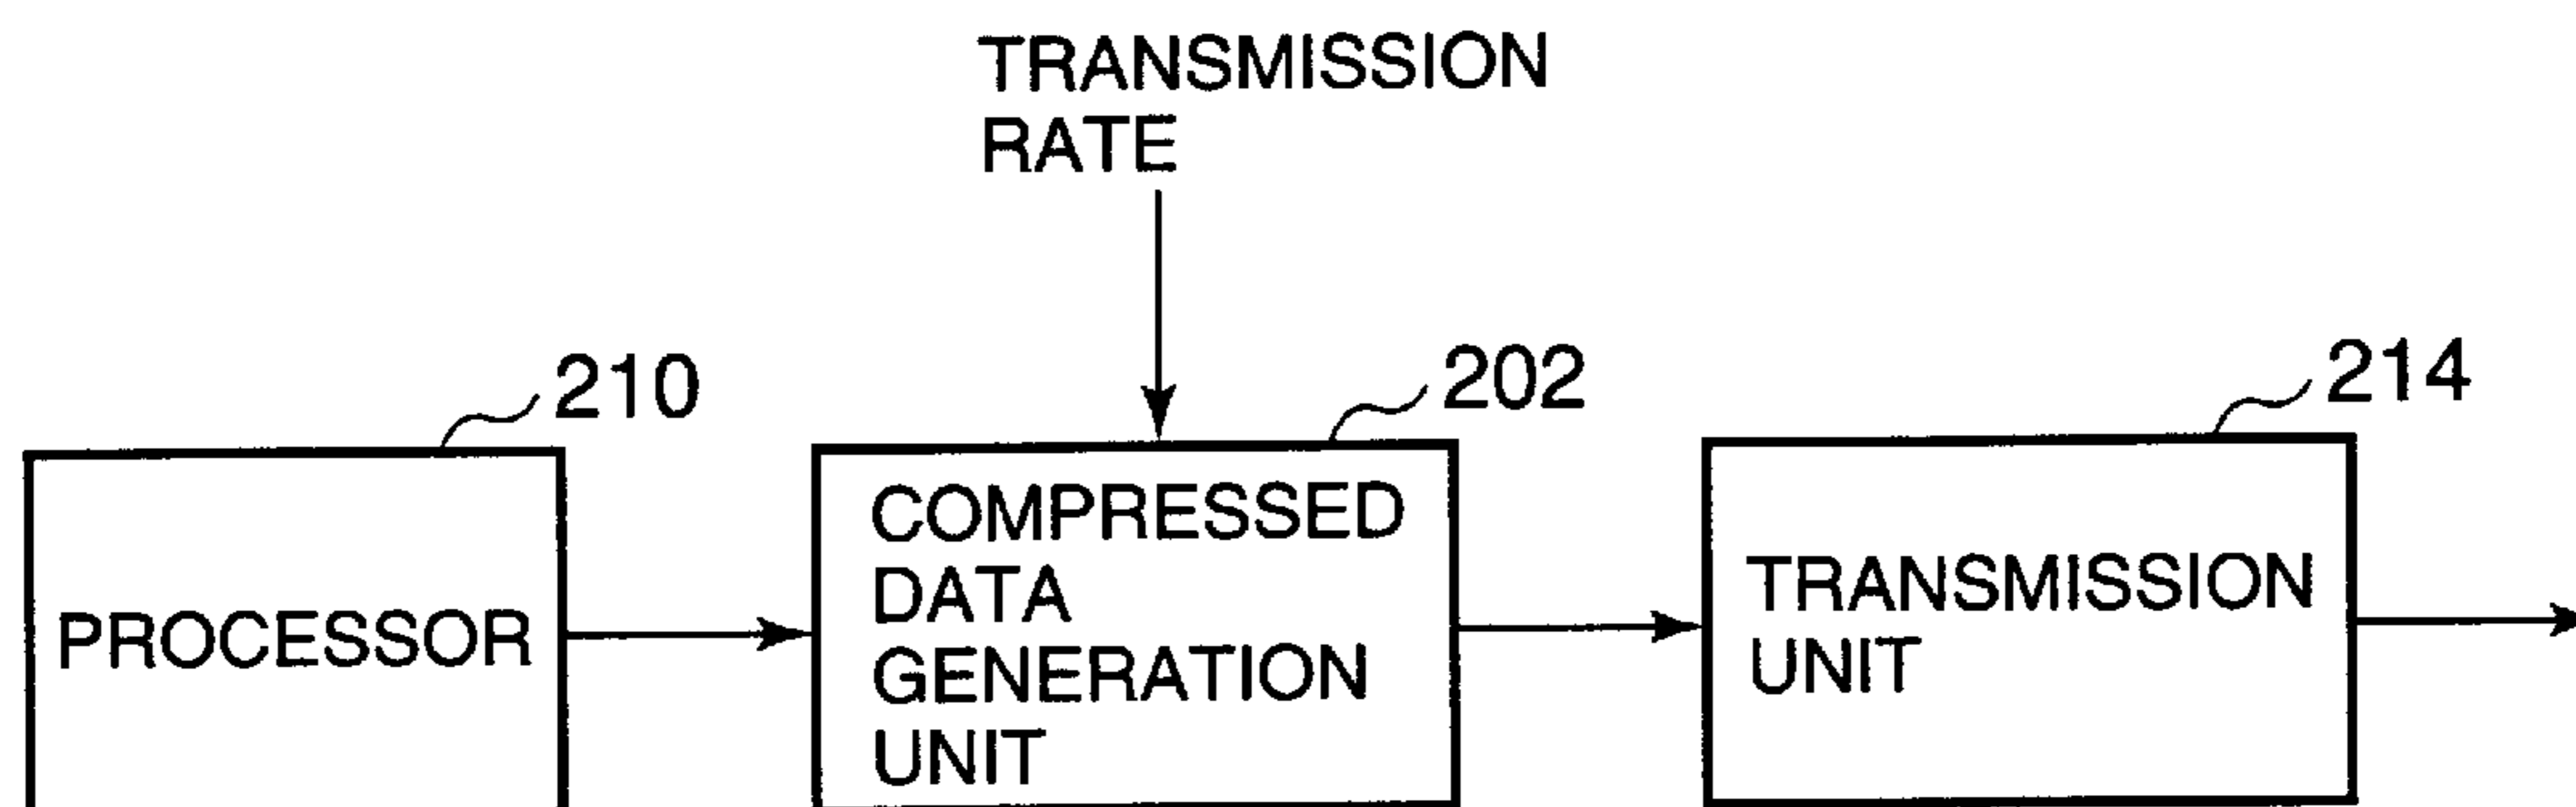 TRANSMISSION
RATE
210
202
214
PROCESSOR
COMPRESSED
DATA
GENERATION
UNIT
TRANSMISSION
UNIT